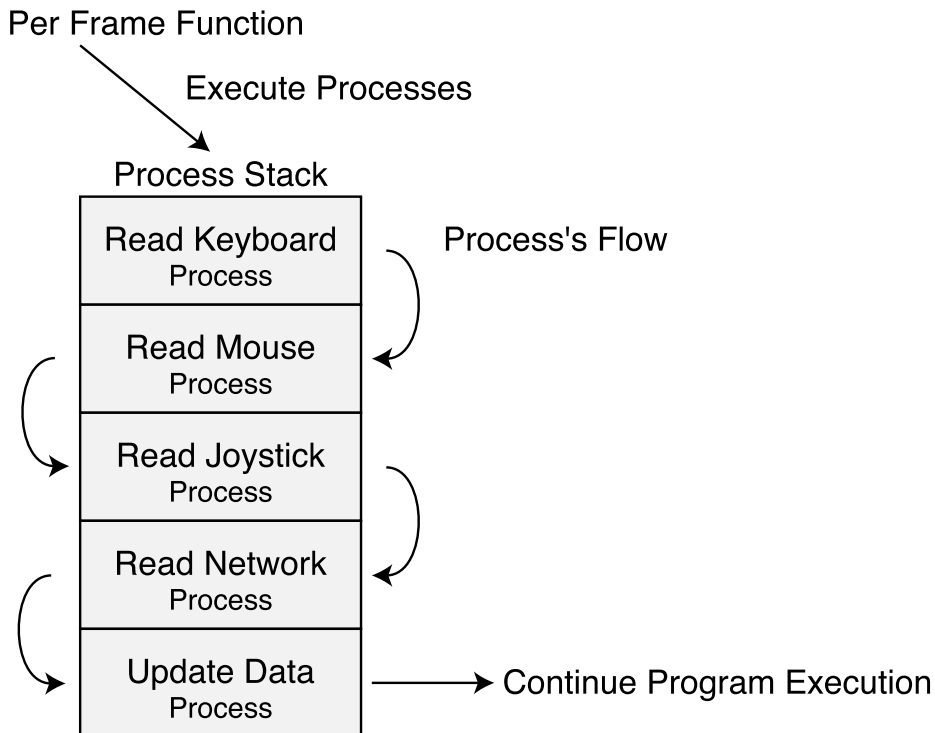 Per Frame Function
Execute Processes
Process Stack
Read Keyboard
Process
Process's Flow
Read Mouse
Process
Read Joystick
Process
Read Network
Process
Update Data
Process
Continue Program Execution